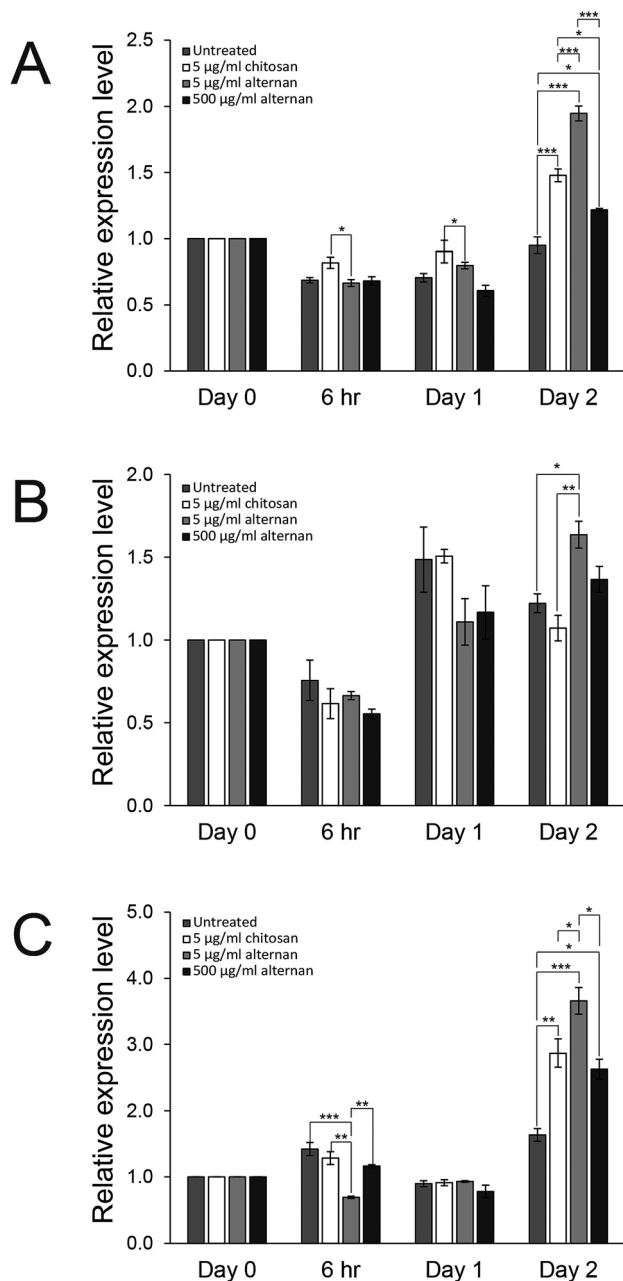 A
Relative expression level
2.5
2.0
1.5
1.0
0.5
0.0
Untreated
5 µg/ml chitosan
5 µg/ml alternan
500 µg/ml alternan
*
*
***
*
***
*
***
***
Day 0 6 hr Day 1 Day 2
B
Relative expression level
2.0
1.5
1.0
0.5
0.0
Untreated
5 µg/ml chitosan
5 µg/ml alternan
500 µg/ml alternan
*
**
Day 0 6 hr Day 1 Day 2
C
Relative expression level
5.0
4.0
3.0
2.0
1.0
0.0
Untreated
5 µg/ml chitosan
5 µg/ml alternan
500 µg/ml alternan
***
**
**
*
*
*
***
**
Day 0 6 hr Day 1 Day 2